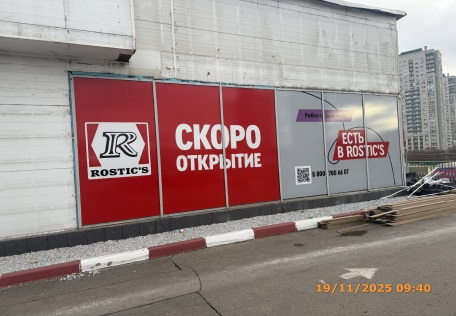 R
ROSTIC'S
СКОРО
ОТКРЫТИЕ
ЕСТЬ
В ROSTIC'S
19/11/2025 09:40